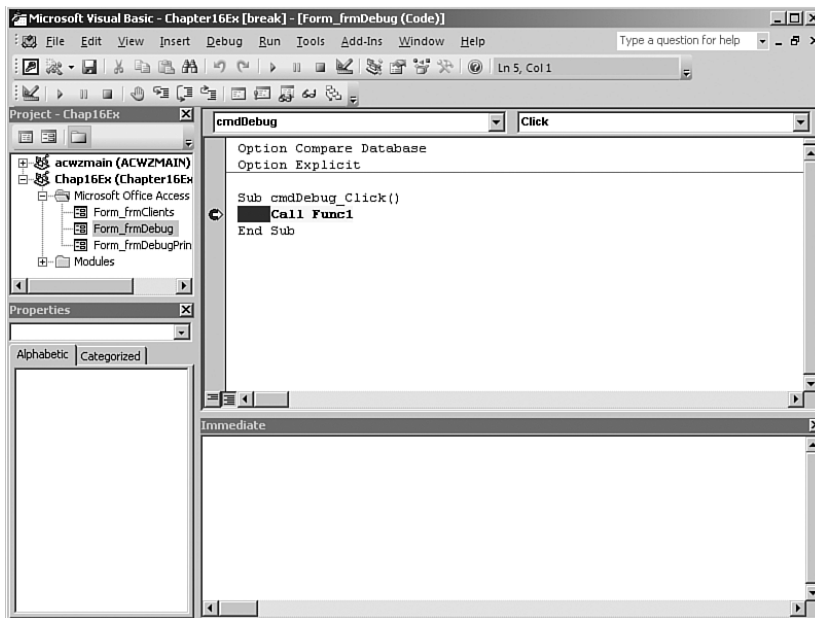 Microsoft Visual Basic - Chapter16Ex [break] - [Form_frmDebug (Code)]
File Edit View Insert Debug Run Tools Add-Ins Window Help
Type a question for help
Ln 5, Col 1
Project - Chap16Ex
cmdDebug
Click
acwzmain (ACWZMAIN)
Chap16Ex (Chapter16Ex
Microsoft Office Access
Form_frmClients
Form_frmDebug
Form_frmDebugPrin
Modules
Option Compare Database
Option Explicit
Sub cmdDebug_Click()
Call Func1
End Sub
Properties
Alphabetic Categorized
Immediate